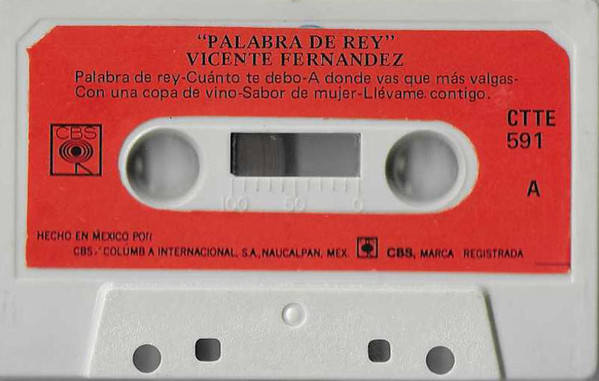 "PALABRA DE REY"
VICENTE FERNANDEZ
Palabra de rey-Cuánto te debo-A donde vas que más valgas-
Con una copa de vino-Sabor de mujer-Llévame contigo.
CBS
CTTE
591
A
100 50 0
HECHO EN MEXICO POR:
CBS-COLUMBIA INTERNACIONAL, S.A, NAUCALPAN, MEX. CBS, MARCA REGISTRADA